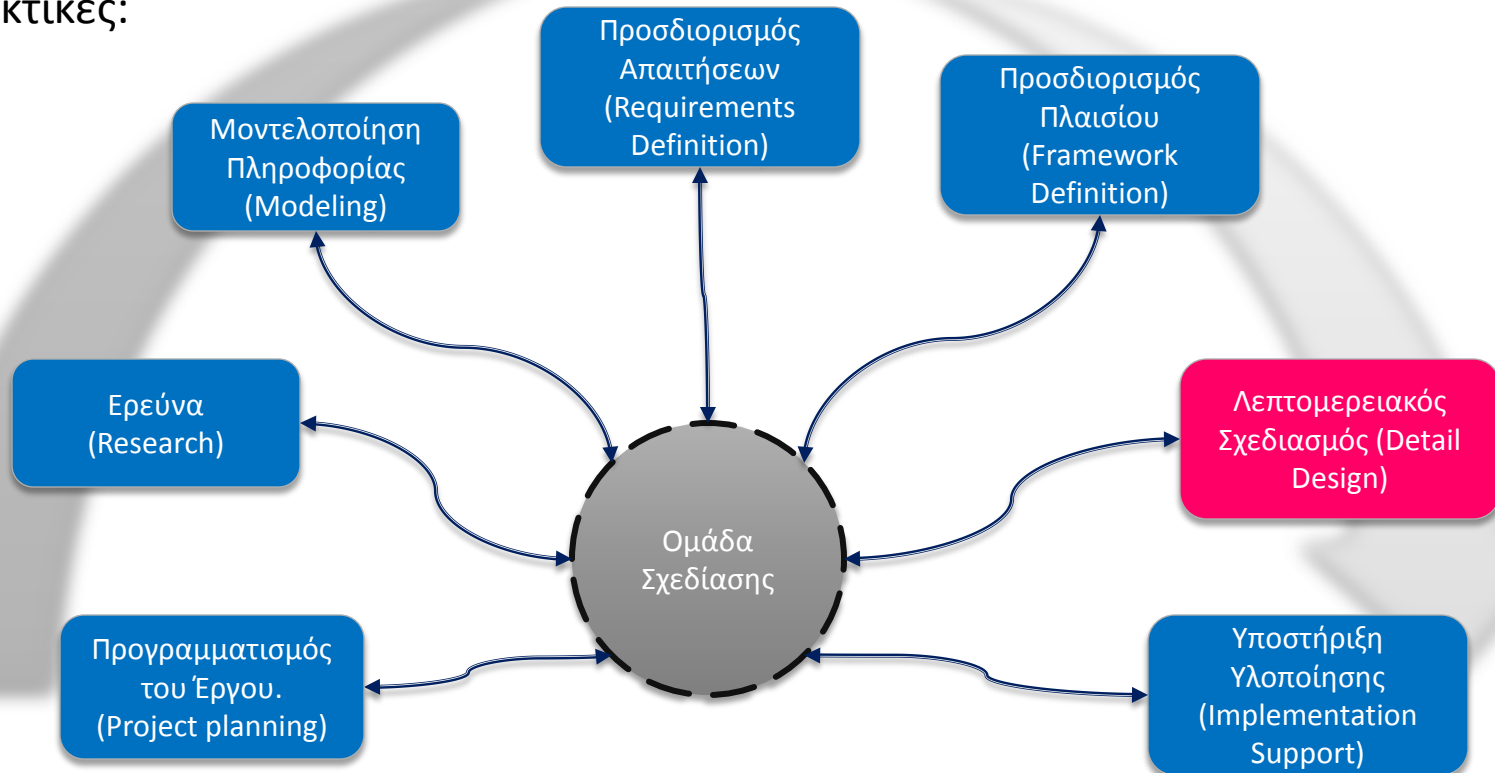 κτικές:
Προσδιορισμός
Απαιτήσεων
(Requirements
Definition)
Προσδιορισμός
Πλαισίου
(Framework
Definition)
Μοντελοποίηση
Πληροφορίας
(Modeling)
Ερεύνα
(Research)
Λεπτομερειακός
Σχεδιασμός (Detail
Design)
Ομάδα
Σχεδίασης
Προγραμματισμός
του Έργου.
(Project planning)
Υποστήριξη
Υλοποίησης
(Implementation
Support)